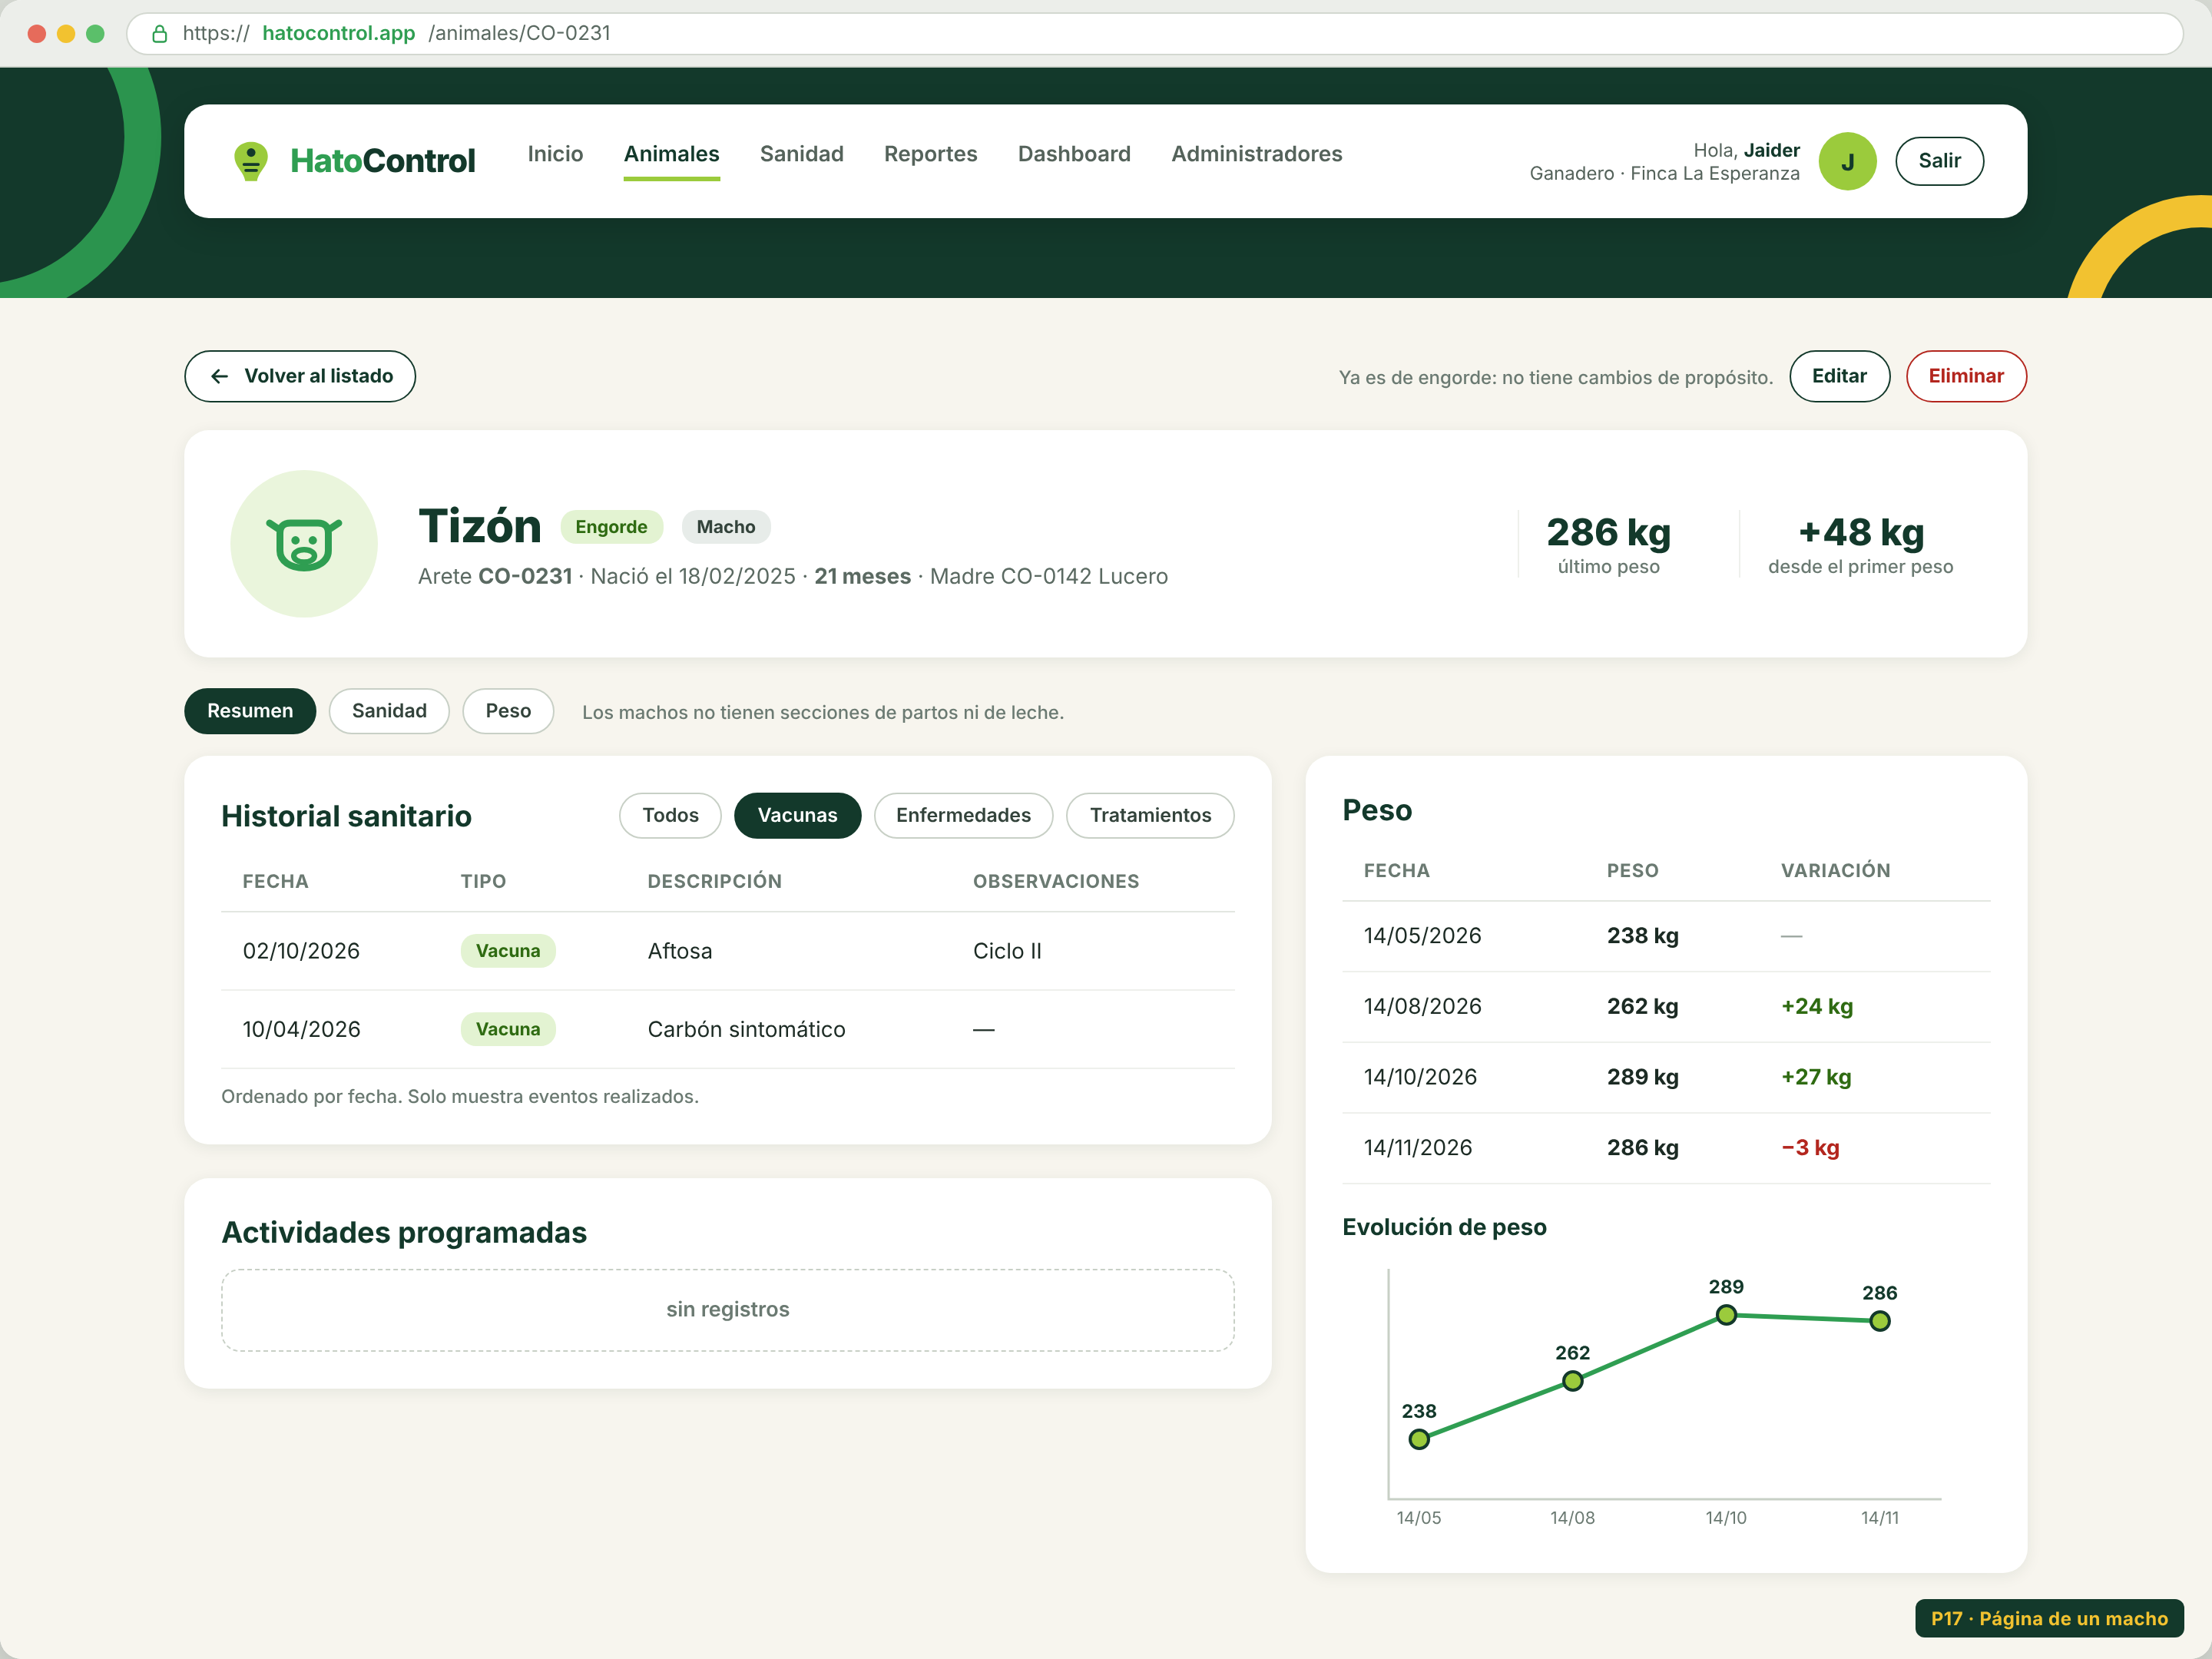 https:// hatocontrol.app /animales/CO-0231
HatoControl
Inicio Animales Sanidad Reportes Dashboard Administradores
Hola, Jaider
Ganadero · Finca La Esperanza
J
Salir
Volver al listado
Ya es de engorde: no tiene cambios de propósito.
Editar
Eliminar
Tizón Engorde Macho
Arete CO-0231 · Nació el 18/02/2025 · 21 meses · Madre CO-0142 Lucero
286 kg
último peso
+48 kg
desde el primer peso
Resumen Sanidad Peso Los machos no tienen secciones de partos ni de leche.
Historial sanitario
Todos Vacunas Enfermedades Tratamientos
FECHA TIPO DESCRIPCIÓN OBSERVACIONES
02/10/2026 Vacuna Aftosa Ciclo II
10/04/2026 Vacuna Carbón sintomático —
Ordenado por fecha. Solo muestra eventos realizados.
Actividades programadas
sin registros
Peso
FECHA PESO VARIACIÓN
14/05/2026 238 kg —
14/08/2026 262 kg +24 kg
14/10/2026 289 kg +27 kg
14/11/2026 286 kg −3 kg
Evolución de peso
238 262 289 286
14/05 14/08 14/10 14/11
P17 · Página de un macho